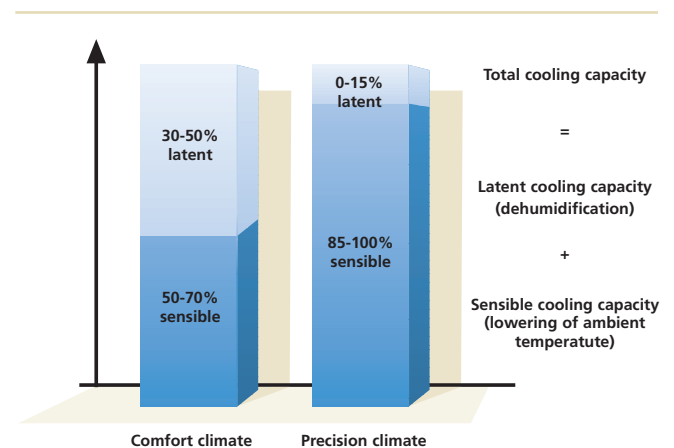 30-50%
latent
50-70%
sensible
Comfort climate
0-15%
latent
85-100%
sensible
Precision climate
Total cooling capacity
=
Latent cooling capacity
(dehumidification)
+
Sensible cooling capacity
(lowering of ambient
temperatute)